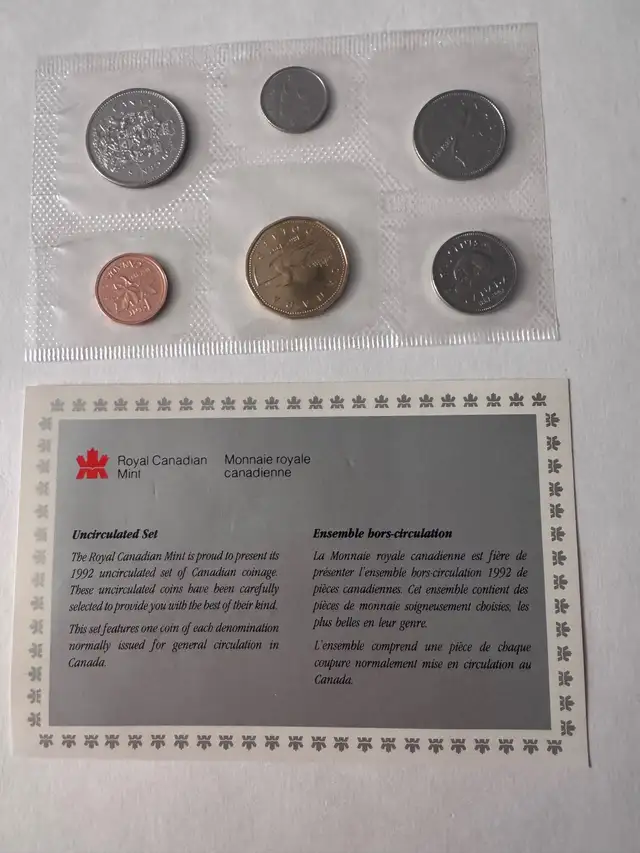 CANADA
Royal Canadian
Mint
Monnaie royale
canadienne
Uncirculated Set
The Royal Canadian Mint is proud to present its
1992 uncirculated set of Canadian coinage.
These uncirculated coins have been carefully
selected to provide you with the best of their kind.
This set features one coin of each denomination
normally issued for general circulation in
Canada.
Ensemble hors-circulation
La Monnaie royale canadienne est fière de
présenter l'ensemble hors-circulation 1992 de
pièces canadiennes. Cet ensemble contient des
pièces de monnaie soigneusement choisies, les
plus belles en leur genre.
L'ensemble comprend une pièce de chaque
coupure normalement mise en circulation au
Canada.